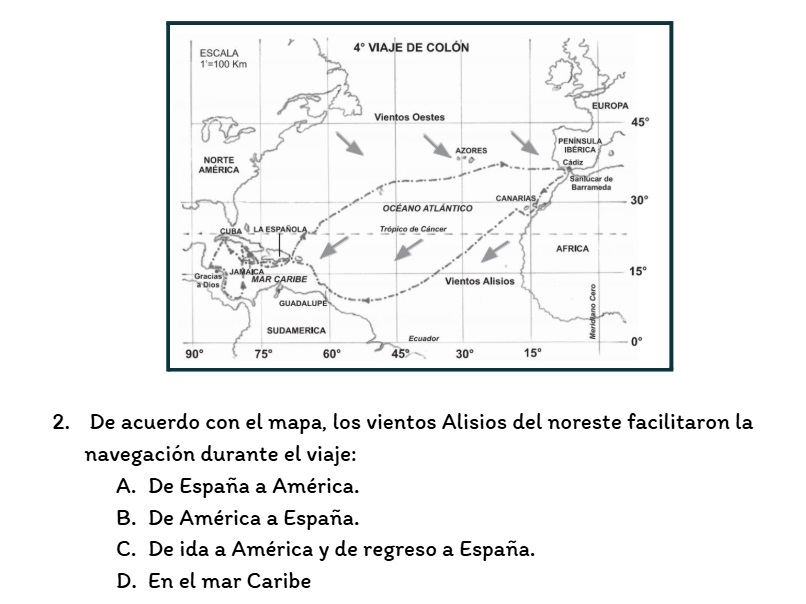 ESCALA
1'=100 Km
4° VIAJE DE COLÓN
EUROPA
Vientos Oestes
45°
NORTE
AMÉRICA
AZORES
PENÍNSULA
IBÉRICA
Cádiz
Sanlúcar de
Barrameda
CANARIAS
30°
OCÉANO ATLÁNTICO
CUBA
LA ESPAÑOLA
Trópico de Cáncer
AFRICA
Gracias
a Dios
JAMAICA
MAR CARIBE
15°
Vientos Alisios
GUADALUPE
Meridiano Cero
SUDAMERICA
Ecuador
0°
90°
75°
60°
45°
30°
15°
2. De acuerdo con el mapa, los vientos Alisios del noreste facilitaron la
navegación durante el viaje:
A. De España a América.
B. De América a España.
C. De ida a América y de regreso a España.
D. En el mar Caribe